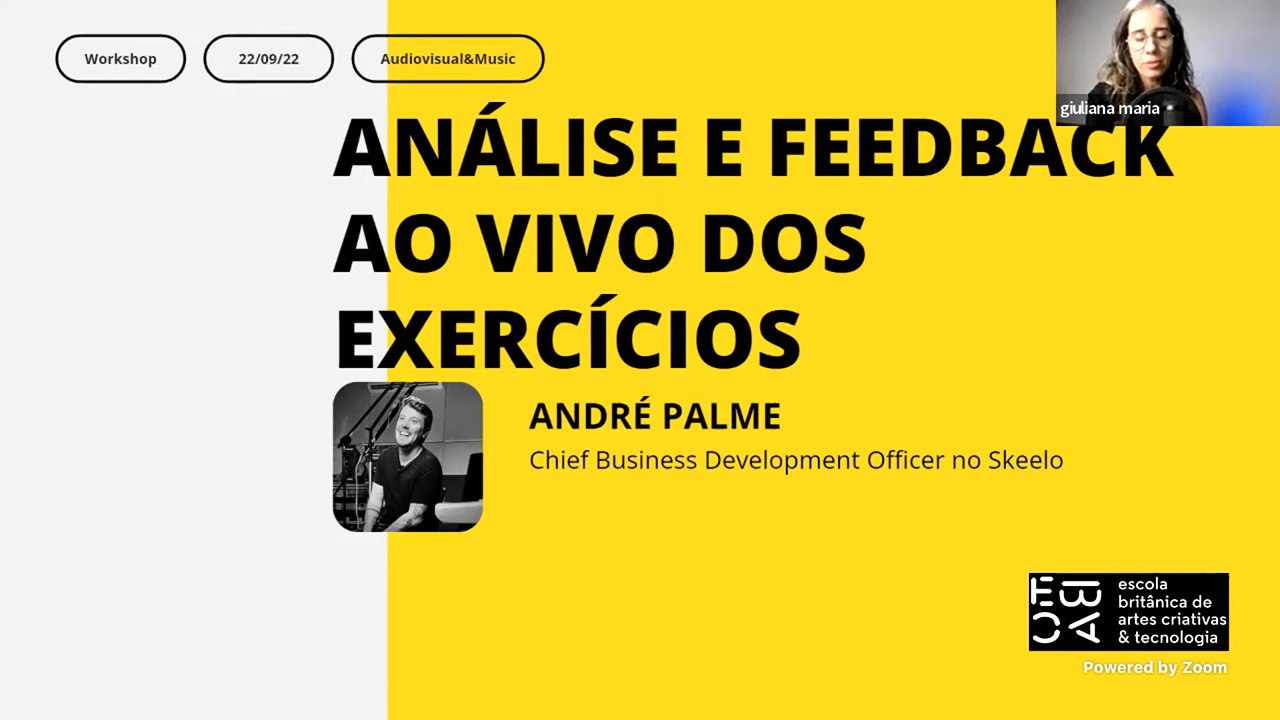 Workshop
22/09/22
Audiovisual&Music
giuliana maria
ANÁLISE E FEEDBACK
AO VIVO DOS
EXERCÍCIOS
ANDRÉ PALME
Chief Business Development Officer no Skeelo
EBAC
escola
britânica de
artes criativas
& tecnologia
Powered by Zoom